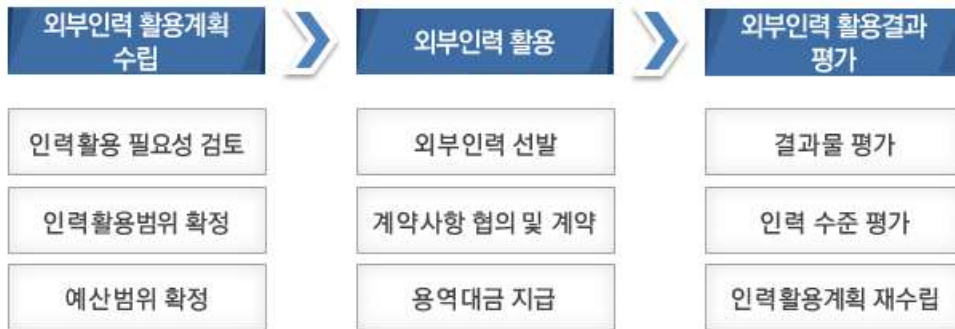 외부인력 활용계획
수립
외부인력 활용
외부인력 활용결과
평가
인력활용 필요성 검토
외부인력 선발
결과물 평가
인력활용범위 확정
계약사항 협의 및 계약
인력 수준 평가
예산범위 확정
용역대금 지급
인력활용계획 재수립